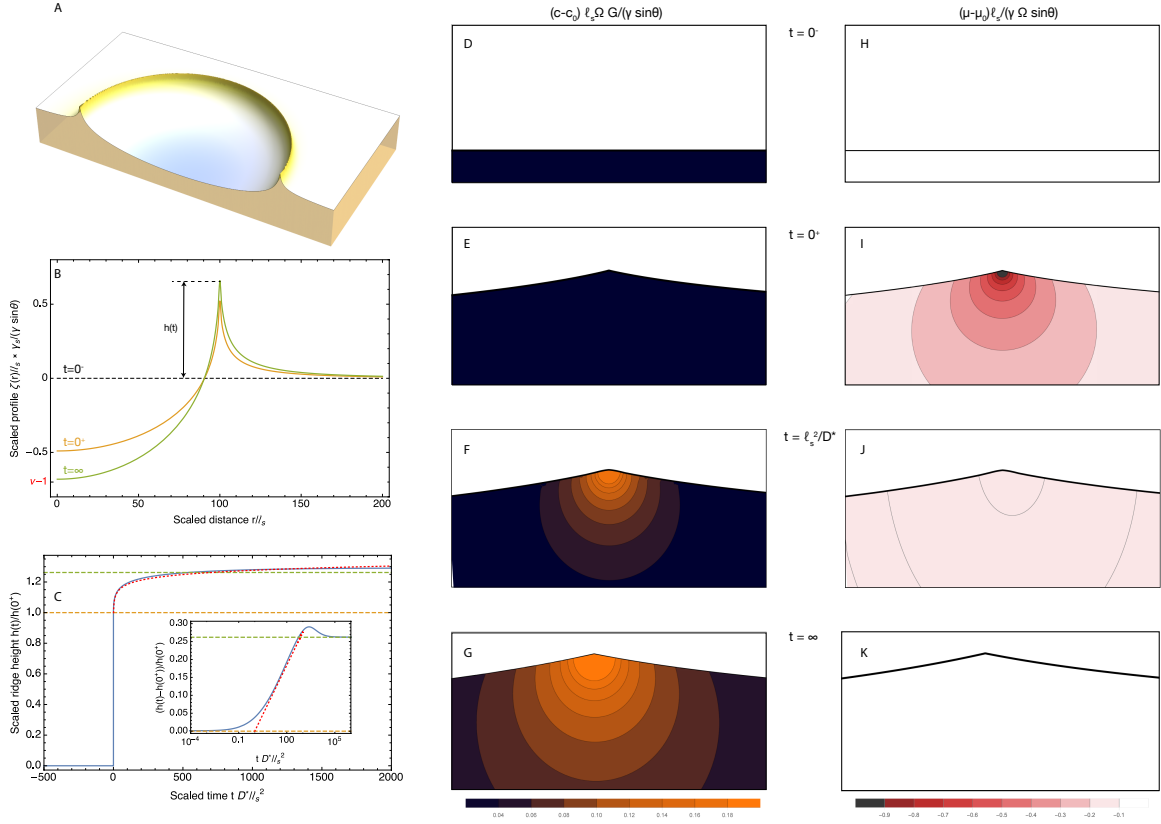 A
(c-c₀) ℓₛΩ G/(γ sinθ)
(μ-μ₀)ℓₛ/(γ Ω sinθ)
D
t = 0⁻
H
B
Scaled profile ζ(r)/ℓₛ × γₛ/(γ sinθ)
0.5
0
−0.5
ν−1
h(t)
t=0⁻
t=0⁺
t=∞
0
50
100
150
200
Scaled distance r/ℓₛ
E
t = 0⁺
I
F
t = ℓₛ²/D*
J
C
Scaled ridge height h(t)/h(0⁺)
1.2
1.0
0.8
0.6
0.4
0.2
0.0
−500
0
500
1000
1500
2000
Scaled time t D*/ℓₛ²
(h(t)−h(0⁺))/h(0⁺)
0.30
0.25
0.20
0.15
0.10
0.05
0.00
10⁻⁴
0.1
100
10⁵
t D*/ℓₛ²
G
t = ∞
K
0.04 0.06 0.08 0.10 0.12 0.14 0.16 0.18
−0.9 −0.8 −0.7 −0.6 −0.5 −0.4 −0.3 −0.2 −0.1